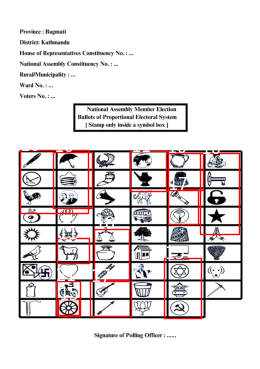 Province : Bagmati
District: Kathmandu
House of Representatives Constituency No. : ...
National Assembly Constituency No. : ...
Rural/Municipality : ...
Ward No. : ...
Voters No. : ...
National Assembly Member Election
Ballots of Proportional Electoral System
[ Stamp only inside a symbol box ]
Signature of Polling Officer : ......